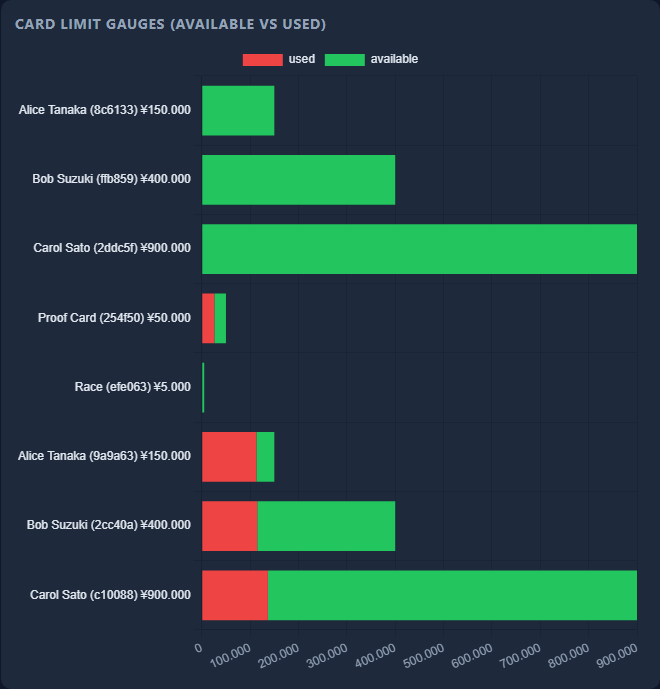 CARD LIMIT GAUGES (AVAILABLE VS USED)
used available
Alice Tanaka (8c6133) ¥150.000
Bob Suzuki (ffb859) ¥400.000
Carol Sato (2ddc5f) ¥900.000
Proof Card (254f50) ¥50.000
Race (efe063) ¥5.000
Alice Tanaka (9a9a63) ¥150.000
Bob Suzuki (2cc40a) ¥400.000
Carol Sato (c10088) ¥900.000
0 100.000 200.000 300.000 400.000 500.000 600.000 700.000 800.000 900.000